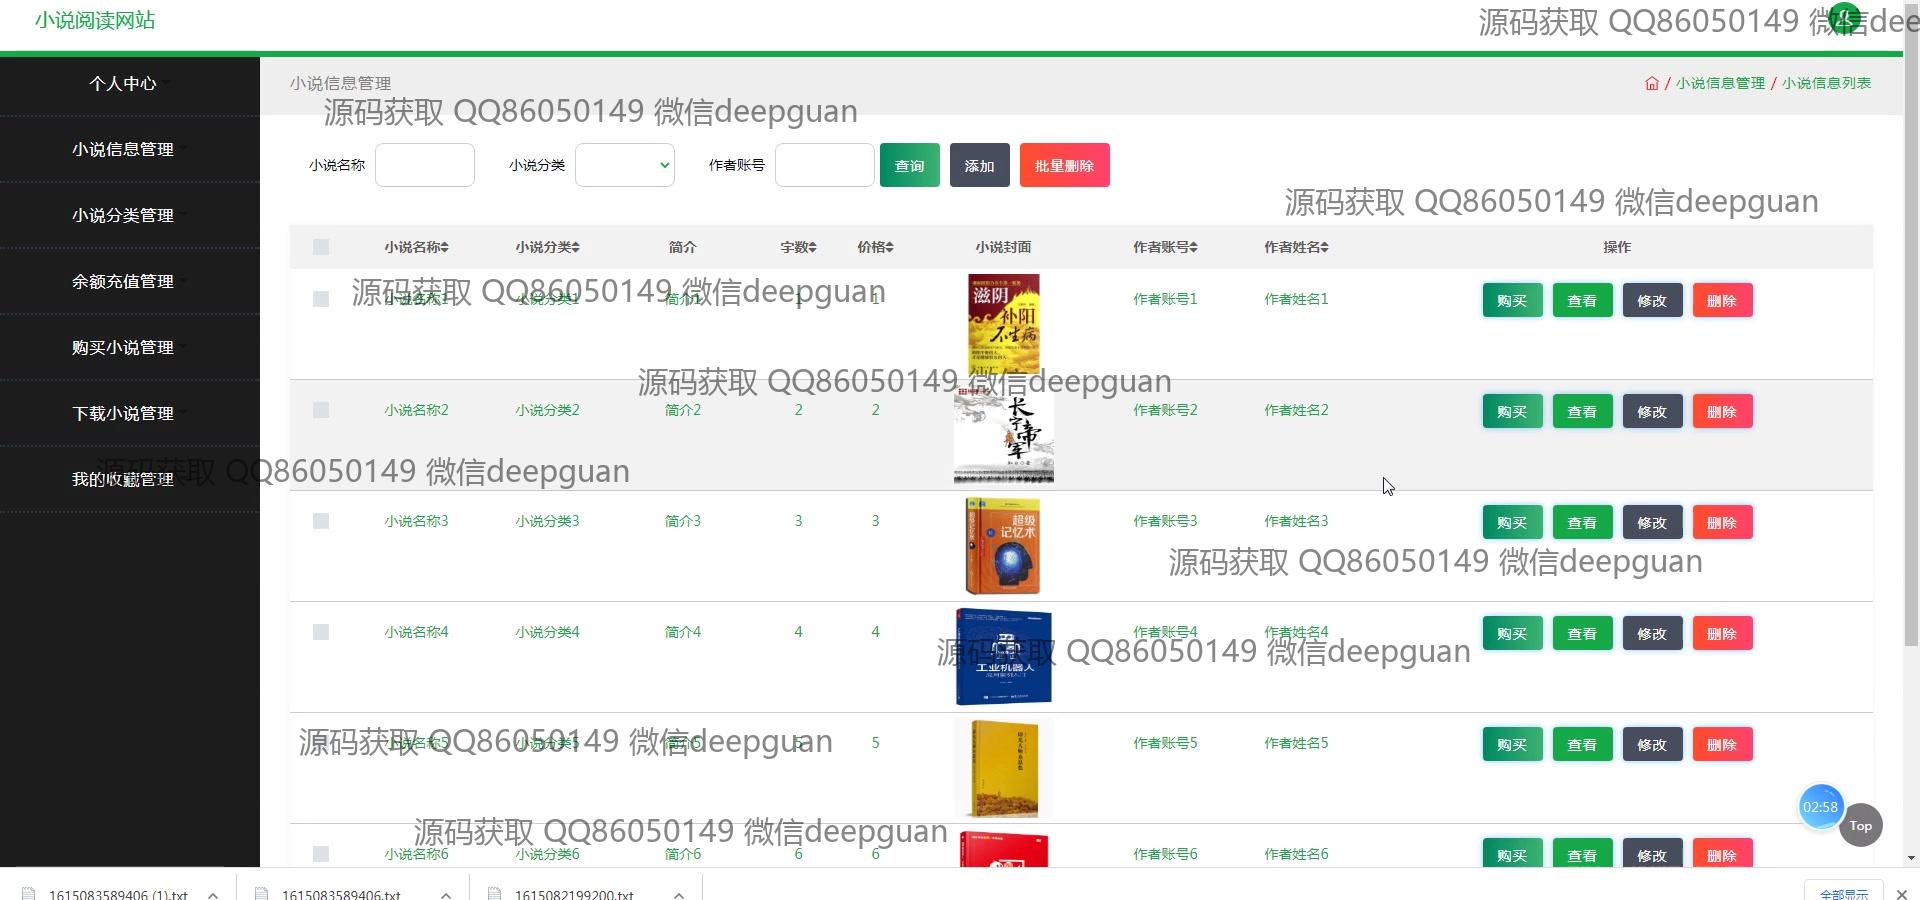 小说阅读网站
源码获取 QQ86050149 微信dee
个人中心
小说信息管理
小说分类管理
余额充值管理
购买小说管理
下载小说管理
我的收藏管理
小说信息管理
/ 小说信息管理 / 小说信息列表
源码获取 QQ86050149 微信deepguan
小说名称 小说分类 作者账号 查询 添加 批量删除
源码获取 QQ86050149 微信deepguan
小说名称 小说分类 简介 字数 价格 小说封面 作者账号 作者姓名 操作
源码获取 QQ86050149 微信deepguan
小说名称1 小说分类1 简介1 1 1 作者账号1 作者姓名1 购买 查看 修改 删除
滋阴
补阳
不生病
源码获取 QQ86050149 微信deepguan
小说名称2 小说分类2 简介2 2 2 作者账号2 作者姓名2 购买 查看 修改 删除
长宁帝军
源码获取 QQ86050149 微信deepguan
小说名称3 小说分类3 简介3 3 3 作者账号3 作者姓名3 购买 查看 修改 删除
超级
记忆术
源码获取 QQ86050149 微信deepguan
小说名称4 小说分类4 简介4 4 4 作者账号4 作者姓名4 购买 查看 修改 删除
工业机器人
源码获取 QQ86050149 微信deepguan
小说名称5 小说分类5 简介5 5 5 作者账号5 作者姓名5 购买 查看 修改 删除
源码获取 QQ86050149 微信deepguan
02:58
Top
源码获取 QQ86050149 微信deepguan
小说名称6 小说分类6 简介6 6 6 作者账号6 作者姓名6 购买 查看 修改 删除
1615083589406 (1).txt 1615083589406.txt 1615082199200.txt 全部显示